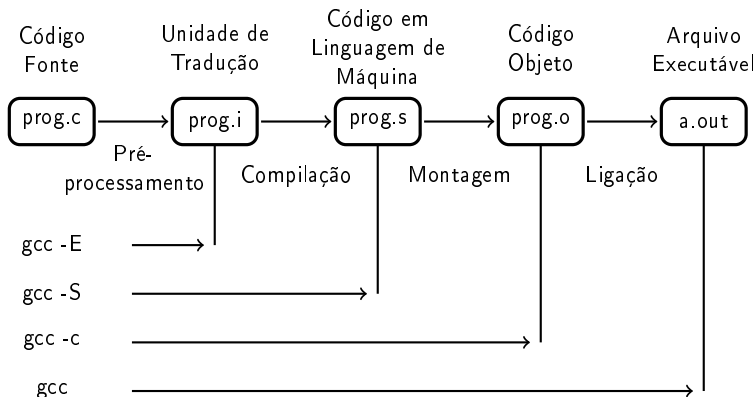 Código
Fonte
Unidade de
Tradução
Código em
Linguagem de
Máquina
Código
Objeto
Arquivo
Executável
prog.c
prog.i
prog.s
prog.o
a.out
Pré-
processamento
Compilação
Montagem
Ligação
gcc -E
gcc -S
gcc -c
gcc